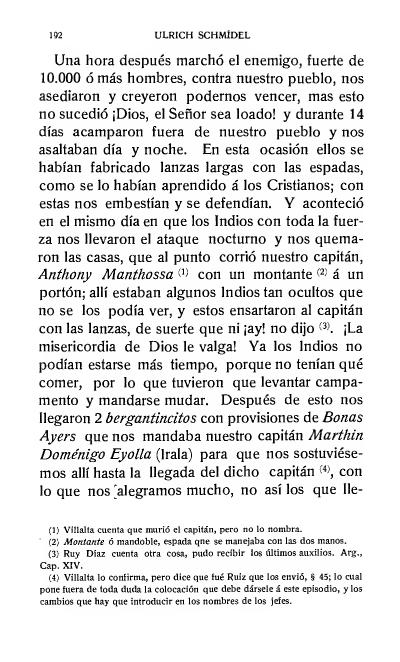 192 ULRICH SCHMÍDEL
Una hora después marchó el enemigo, fuerte de
10.000 ó más hombres, contra nuestro pueblo, nos
asediaron y creyeron podernos vencer, mas esto
no sucedió ¡Dios, el Señor sea loado! y durante 14
días acamparon fuera de nuestro pueblo y nos
asaltaban día y noche. En esta ocasión ellos se
habían fabricado lanzas largas con las espadas,
como se lo habían aprendido á los Cristianos; con
estas nos embestían y se defendían. Y aconteció
en el mismo día en que los Indios con toda la fuer-
za nos llevaron el ataque nocturno y nos quema-
ron las casas, que al punto corrió nuestro capitán,
Anthony Manthossa (1) con un montante (2) á un
portón; allí estaban algunos Indios tan ocultos que
no se los podía ver, y estos ensartaron al capitán
con las lanzas, de suerte que ni ¡ay! no dijo (3). ¡La
misericordia de Dios le valga! Ya los Indios no
podían estarse más tiempo, porque no tenían qué
comer, por lo que tuvieron que levantar campa-
mento y mandarse mudar. Después de esto nos
llegaron 2 bergantincitos con provisiones de Bonas
Ayers que nos mandaba nuestro capitán Marthin
Doménigo Eyolla (Irala) para que nos sostuviése-
mos allí hasta la llegada del dicho capitán (4), con
lo que nos alegramos mucho, no así los que lle-
(1) Villalta cuenta que murió el capitán, pero no lo nombra.
(2) Montante ó mandoble, espada qne se manejaba con las dos manos.
(3) Ruy Díaz cuenta otra cosa, pudo recibir los últimos auxilios. Arg.,
Cap. XIV.
(4) Villalta lo confirma, pero dice que fué Ruiz que los envió, § 45; lo cual
pone fuera de toda duda la colocación que debe dársele á este episodio, y los
cambios que hay que introducir en los nombres de los jefes.